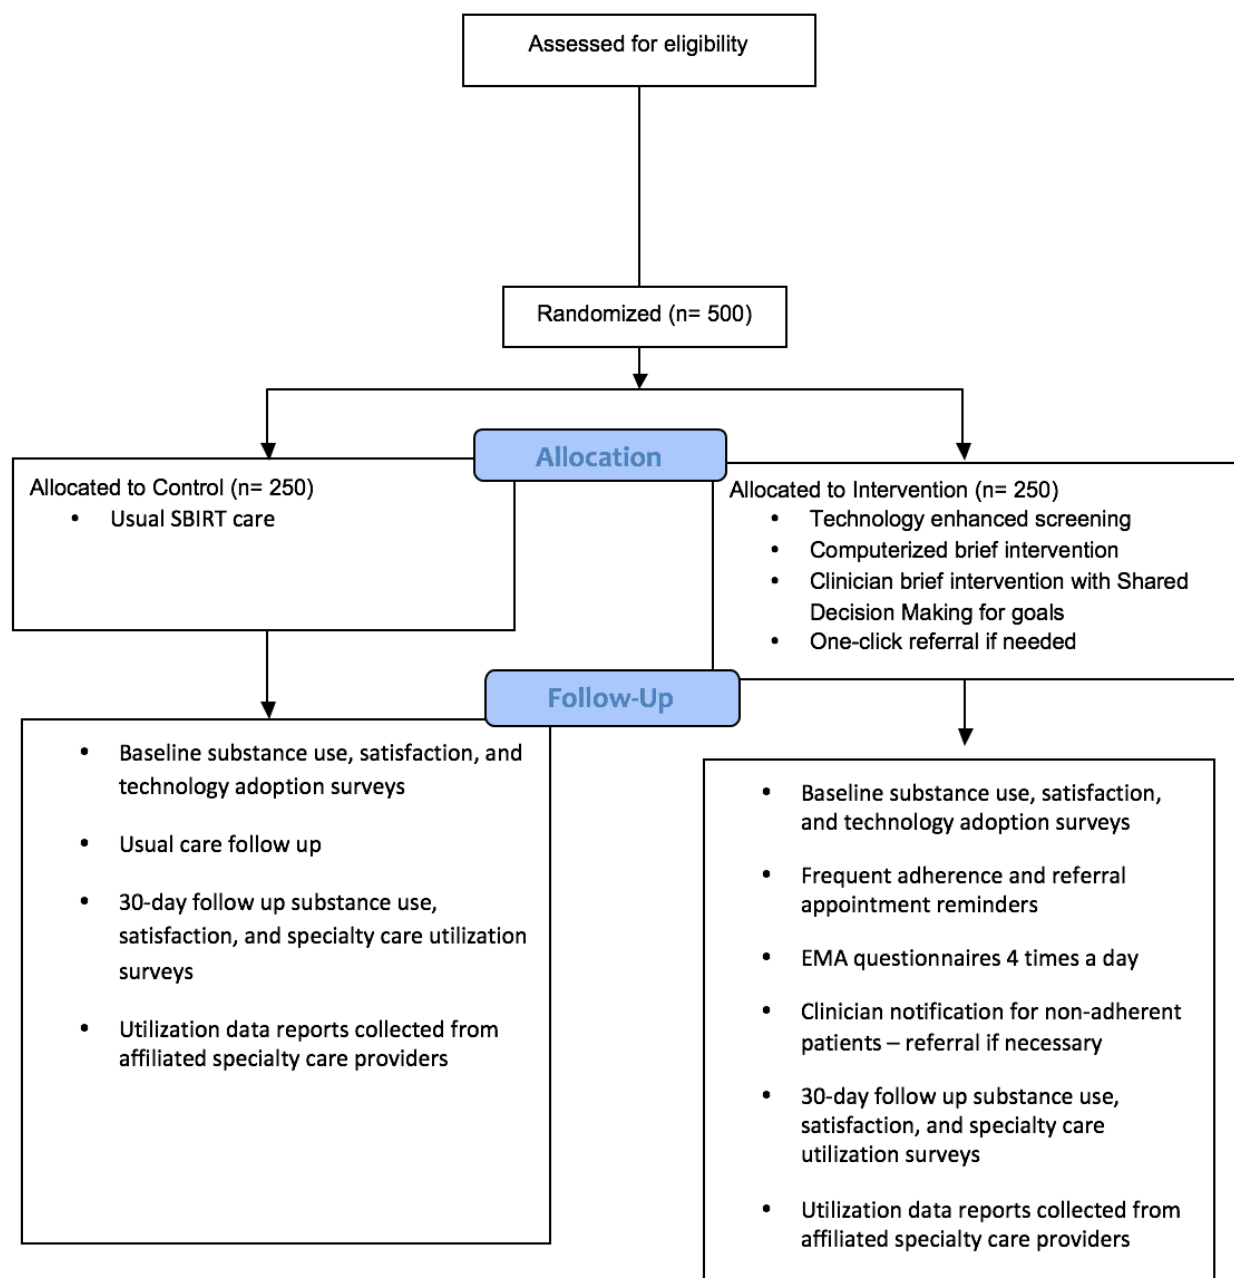 Assessed for eligibility
Randomized (n= 500)
Allocation
Allocated to Control (n= 250)
• Usual SBIRT care
Allocated to Intervention (n= 250)
• Technology enhanced screening
• Computerized brief intervention
• Clinician brief intervention with Shared
Decision Making for goals
• One-click referral if needed
Follow-Up
• Baseline substance use, satisfaction, and
technology adoption surveys
• Usual care follow up
• 30-day follow up substance use,
satisfaction, and specialty care utilization
surveys
• Utilization data reports collected from
affiliated specialty care providers
• Baseline substance use, satisfaction,
and technology adoption surveys
• Frequent adherence and referral
appointment reminders
• EMA questionnaires 4 times a day
• Clinician notification for non-adherent
patients – referral if necessary
• 30-day follow up substance use,
satisfaction, and specialty care
utilization surveys
• Utilization data reports collected from
affiliated specialty care providers